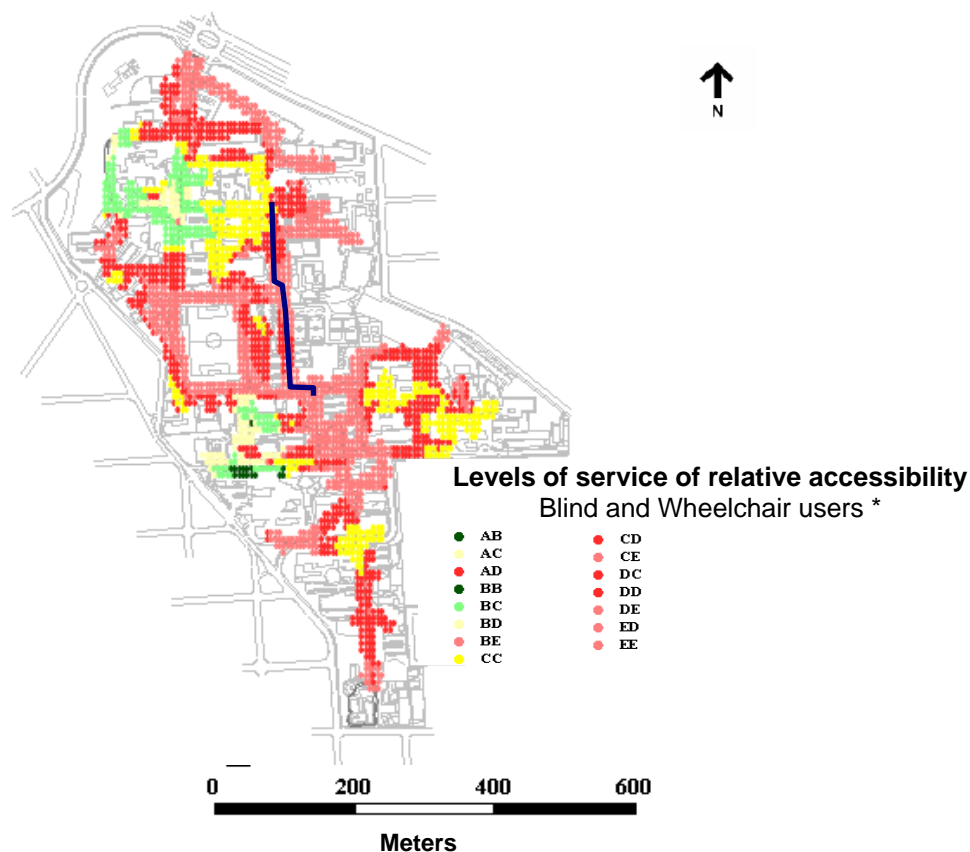 N
Levels of service of relative accessibility
Blind and Wheelchair users *
AB
AC
AD
BB
BC
BD
BE
CC
CD
CE
DC
DD
DE
ED
EE
0 200 400 600
Meters